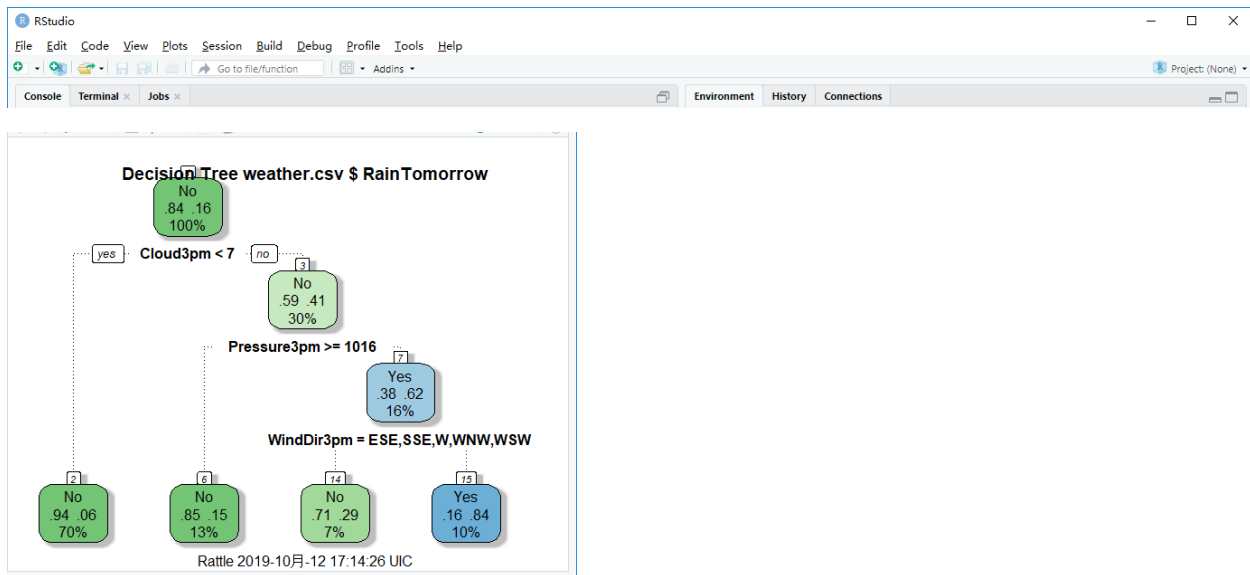 RStudio
File Edit Code View Plots Session Build Debug Profile Tools Help
Go to file/function Addins Project: (None)
Console Terminal Jobs Environment History Connections
Decision Tree weather.csv $ RainTomorrow
No
.84 .16
100%
yes Cloud3pm < 7 no
3
No
.59 .41
30%
Pressure3pm >= 1016
7
Yes
.38 .62
16%
WindDir3pm = ESE,SSE,W,WNW,WSW
2 6 14 15
No No No Yes
.94 .06 .85 .15 .71 .29 .16 .84
70% 13% 7% 10%
Rattle 2019-10月-12 17:14:26 UIC